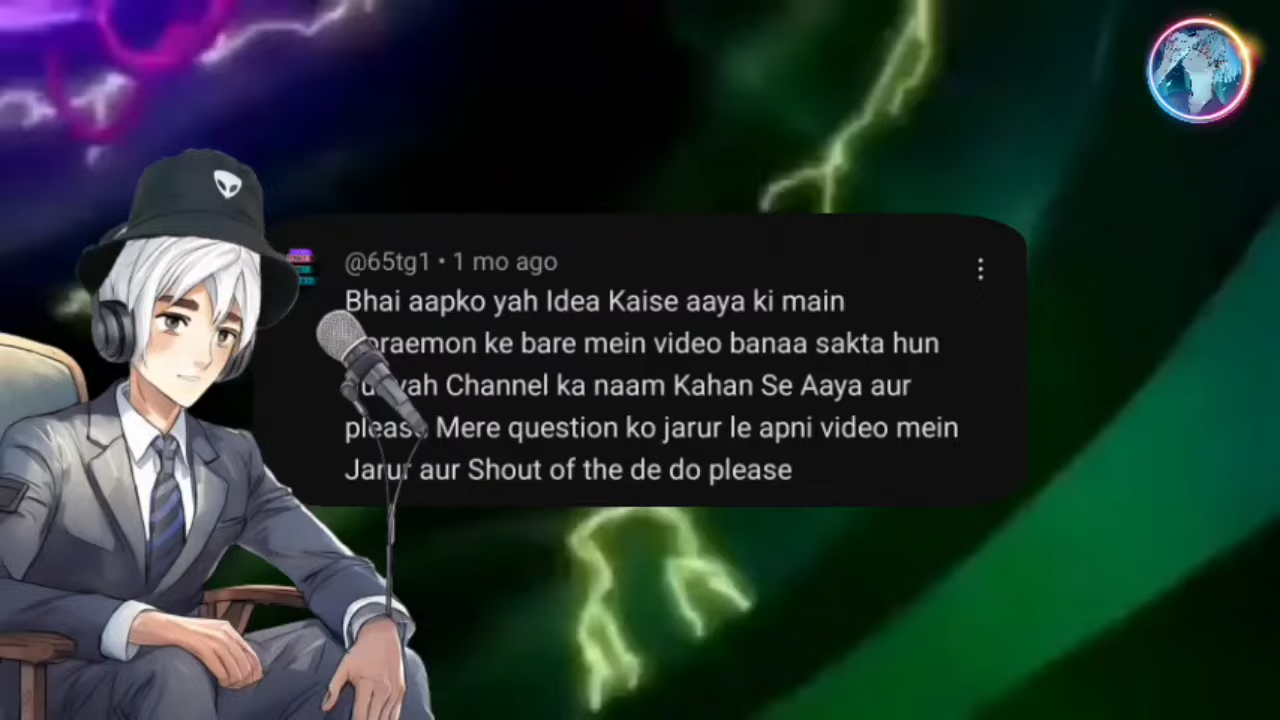 @65tg1 • 1 mo ago
Bhai aapko yah Idea Kaise aaya ki main
ke bare mein video banaa sakta hun
yah Channel ka naam Kahan Se Aaya aur
please Mere question ko jarur le apni video mein
Jarur aur Shout of the de do please